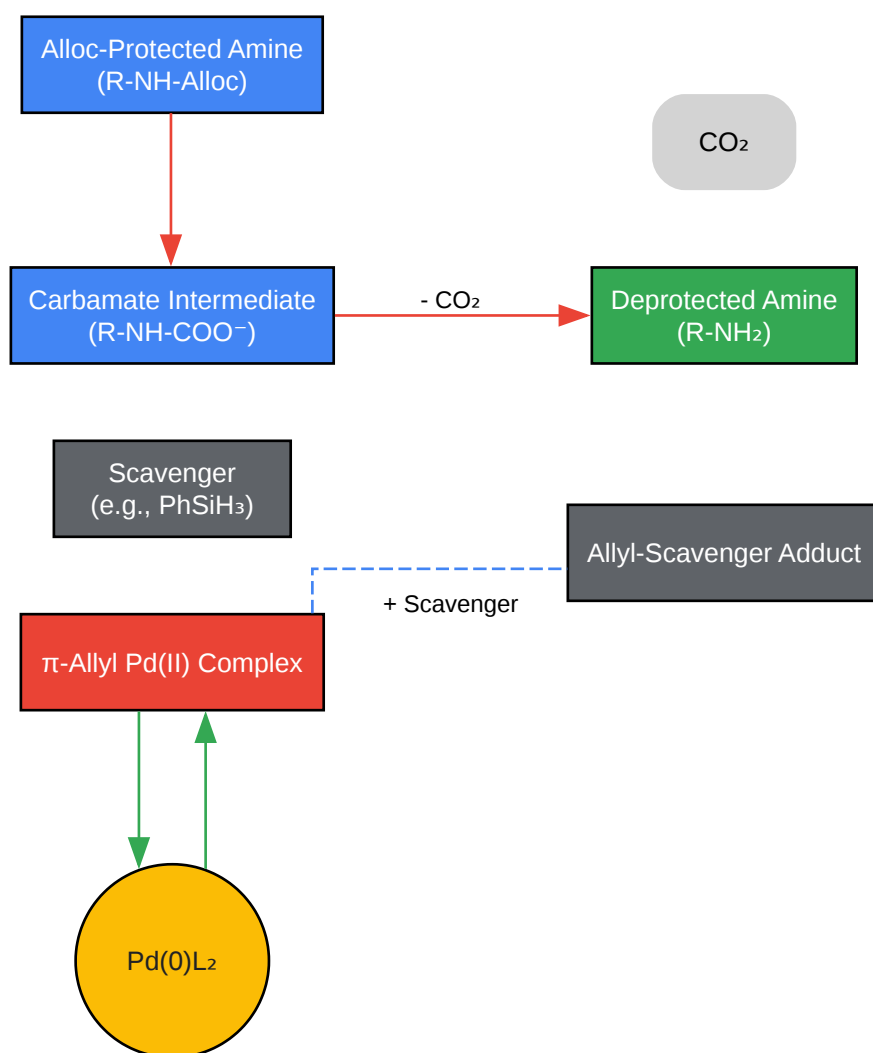 Alloc-Protected Amine
(R-NH-Alloc)
CO₂
Carbamate Intermediate
(R-NH-COO⁻)
- CO₂
Deprotected Amine
(R-NH₂)
Scavenger
(e.g., PhSiH₃)
Allyl-Scavenger Adduct
+ Scavenger
π-Allyl Pd(II) Complex
Pd(0)L₂